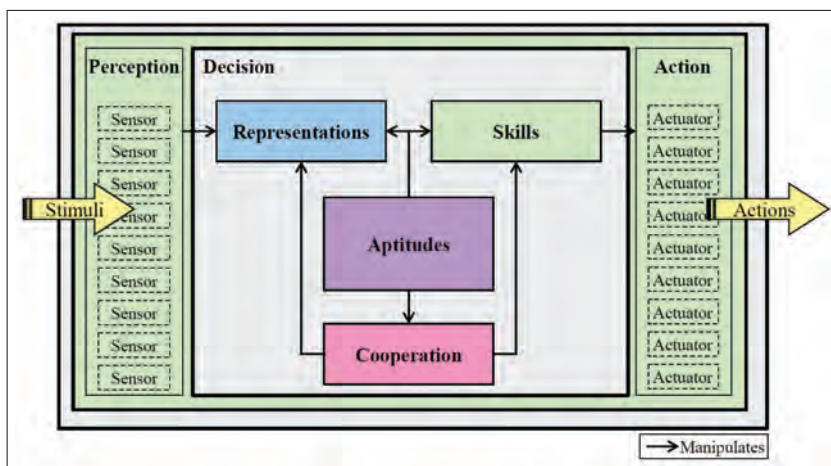 Perception
Decision
Action
Sensor
Sensor
Sensor
Sensor
Sensor
Sensor
Sensor
Sensor
Sensor
Stimuli
Representations
Skills
Aptitudes
Cooperation
Actuator
Actuator
Actuator
Actuator
Actuator
Actuator
Actuator
Actuator
Actuator
Actions
Manipulates